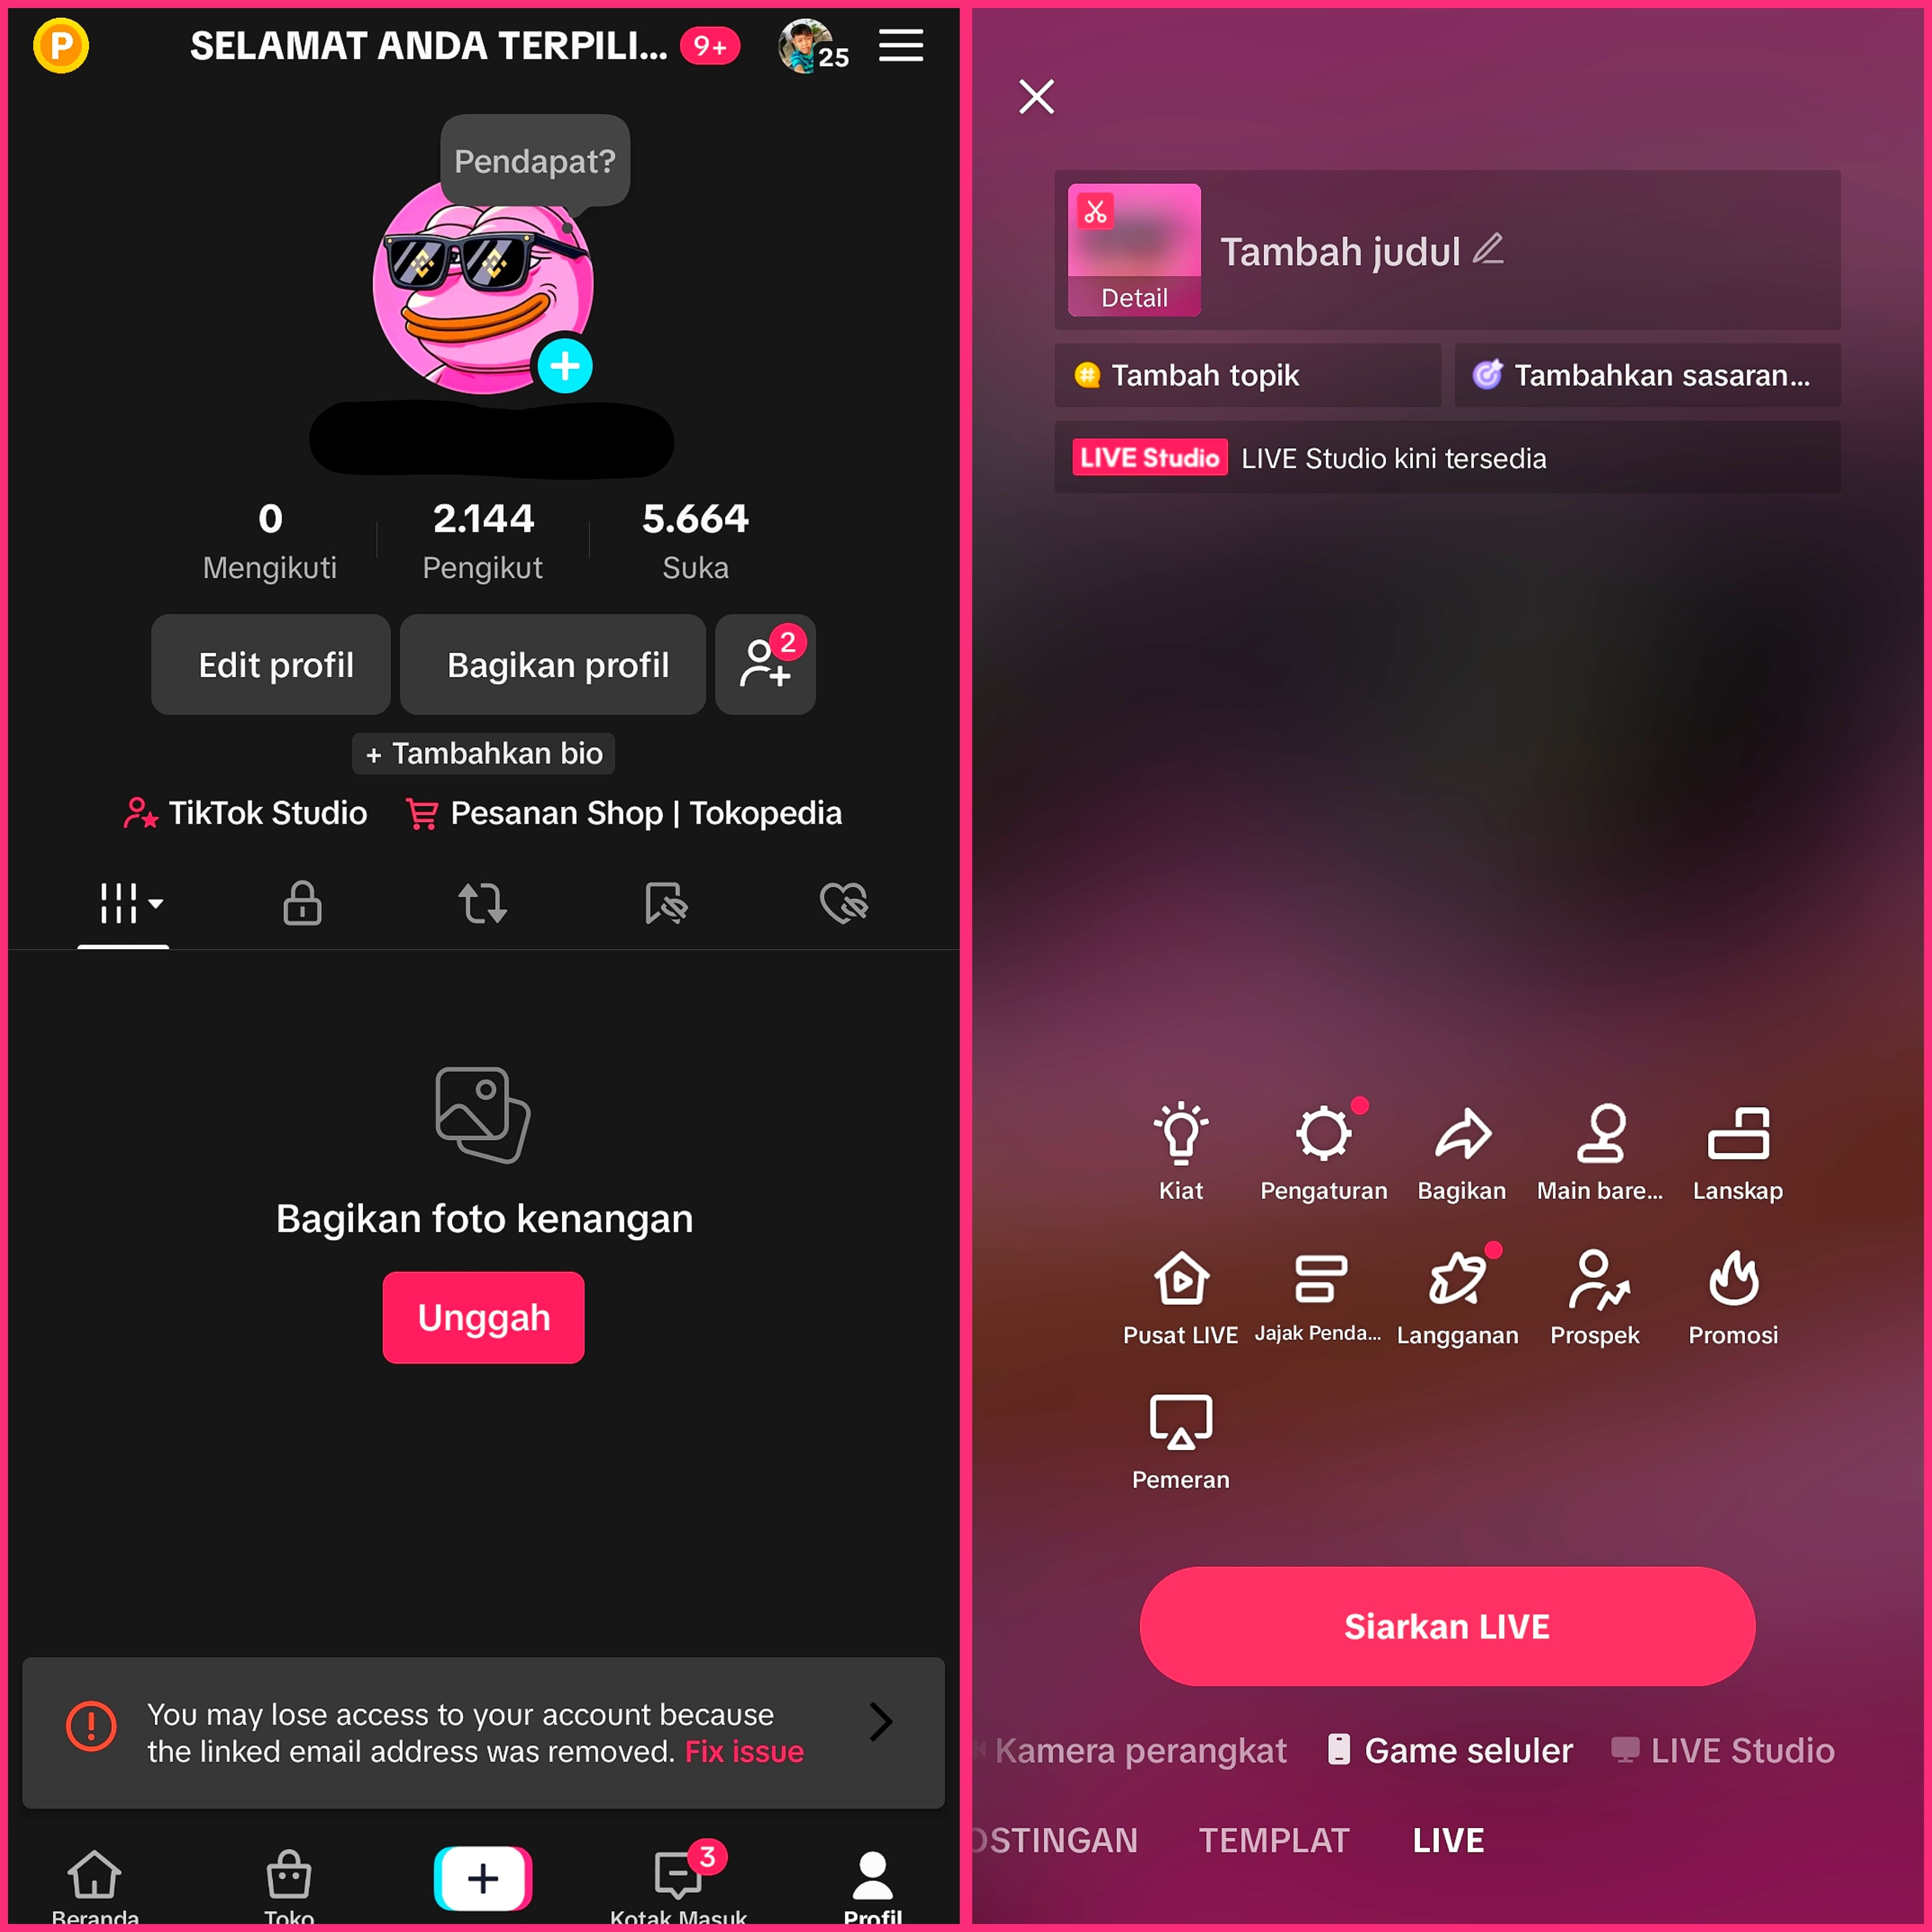 P
SELAMAT ANDA TERPILI...
9+
25
Pendapat?
0
2.144
5.664
Mengikuti
Pengikut
Suka
Edit profil
Bagikan profil
2
+ Tambahkan bio
TikTok Studio
Pesanan Shop | Tokopedia
Bagikan foto kenangan
Unggah
You may lose access to your account because
the linked email address was removed. Fix issue
Beranda
Toko
3
Kotak Masuk
Profil
Detail
Tambah judul
Tambah topik
Tambahkan sasaran...
LIVE Studio
LIVE Studio kini tersedia
Kiat
Pengaturan
Bagikan
Main bare...
Lanskap
Pusat LIVE
Jajak Penda...
Langganan
Prospek
Promosi
Pemeran
Siarkan LIVE
Kamera perangkat
Game seluler
LIVE Studio
OSTINGAN
TEMPLAT
LIVE